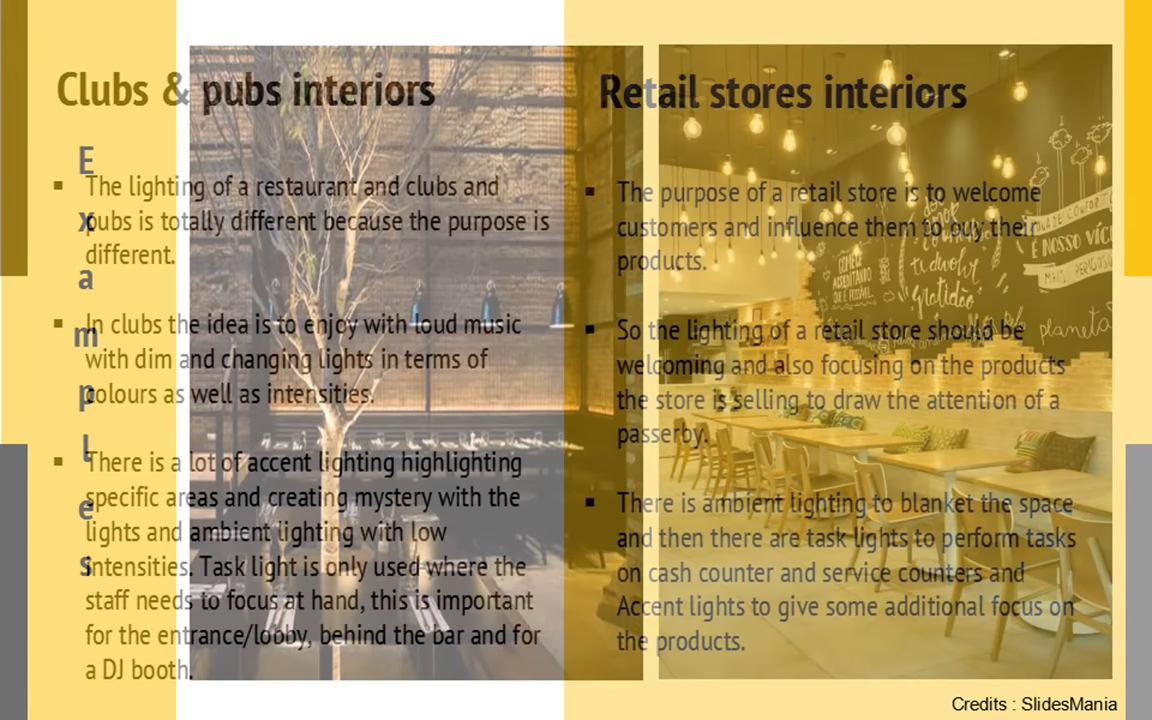 Clubs & pubs interiors
E
x
a
m
p
l
e
s
▪ The lighting of a restaurant and clubs and
pubs is totally different because the purpose is
different.
▪ In clubs the idea is to enjoy with loud music
with dim and changing lights in terms of
colours as well as intensities.
▪ There is a lot of accent lighting highlighting
specific areas and creating mystery with the
lights and ambient lighting with low
intensities. Task light is only used where the
staff needs to focus at hand, this is important
for the entrance/lobby, behind the bar and for
a DJ booth.
Retail stores interiors
▪ The purpose of a retail store is to welcome
customers and influence them to buy their
products.
▪ So the lighting of a retail store should be
welcoming and also focusing on the products
the store is selling to draw the attention of a
passerby.
▪ There is ambient lighting to blanket the space
and then there are task lights to perform tasks
on cash counter and service counters and
Accent lights to give some additional focus on
the products.
gratidão
É NOSSO
planeta
Credits : SlidesMania